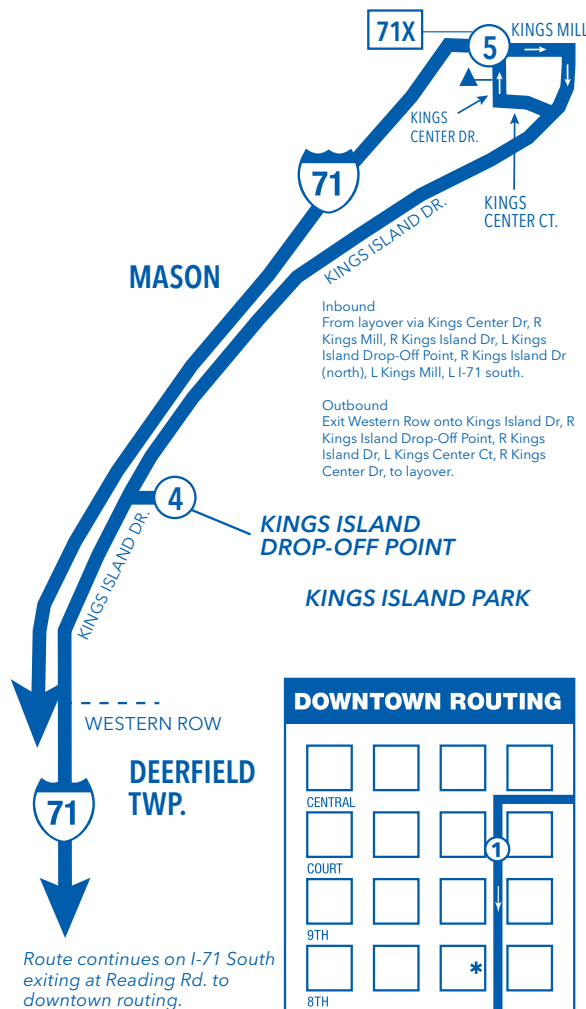 71X
5
KINGS MILL
KINGS
CENTER DR.
KINGS
CENTER CT.
71
KINGS ISLAND DR.
MASON
Inbound
From layover via Kings Center Dr, R
Kings Mill, R Kings Island Dr, L Kings
Island Drop-Off Point, R Kings Island Dr
(north), L Kings Mill, L I-71 south.
Outbound
Exit Western Row onto Kings Island Dr, R
Kings Island Drop-Off Point, R Kings
Island Dr, L Kings Center Ct, R Kings
Center Dr, to layover.
4
KINGS ISLAND
DROP-OFF POINT
KINGS ISLAND DR.
KINGS ISLAND PARK
WESTERN ROW
DEERFIELD
TWP.
71
Route continues on I-71 South
exiting at Reading Rd. to
downtown routing.
DOWNTOWN ROUTING
CENTRAL
1
COURT
9TH
*
8TH